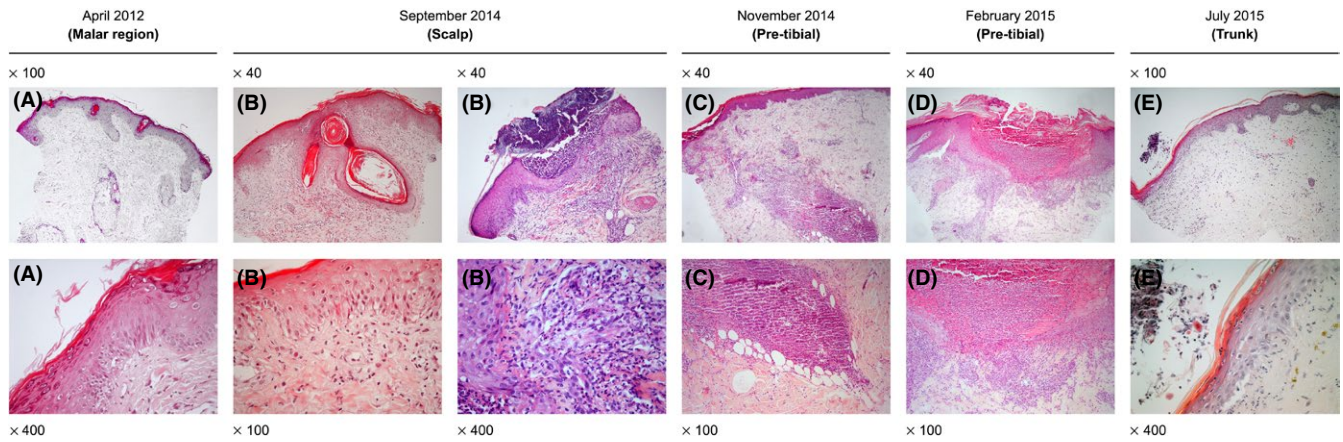 April 2012
(Malar region)
September 2014
(Scalp)
November 2014
(Pre-tibial)
February 2015
(Pre-tibial)
July 2015
(Trunk)
× 100
× 40
× 40
× 40
× 40
× 100
(A)
(B)
(B)
(C)
(D)
(E)
(A)
(B)
(B)
(C)
(D)
(E)
× 400
× 100
× 400
× 100
× 100
× 400